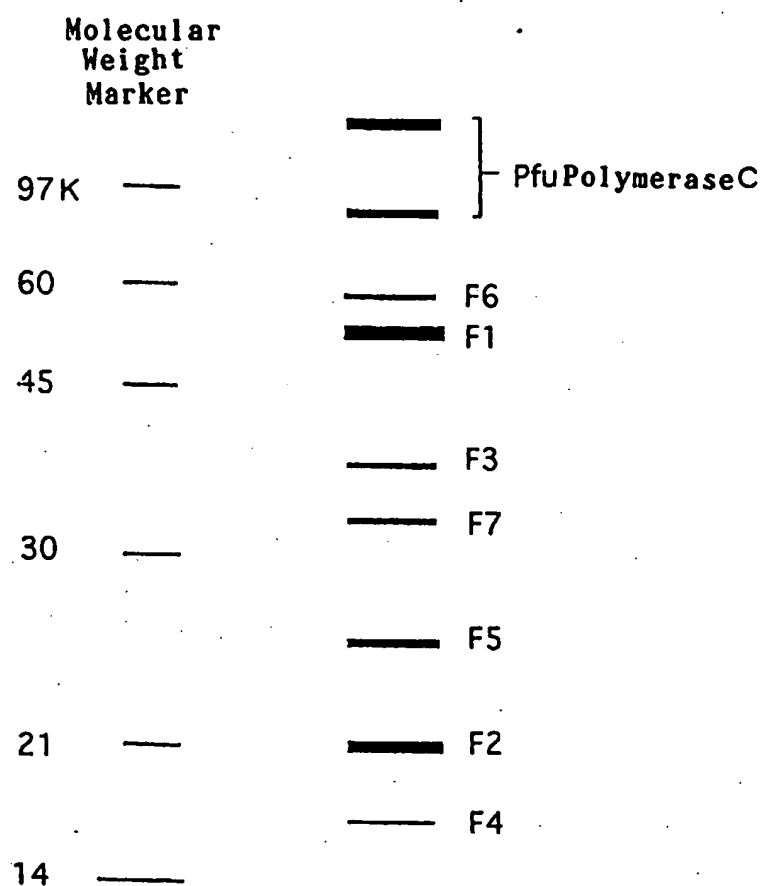 Molecular
Weight
Marker
97K
PfuPolymeraseC
60
F6
F1
45
F3
F7
30
F5
21
F2
F4
14